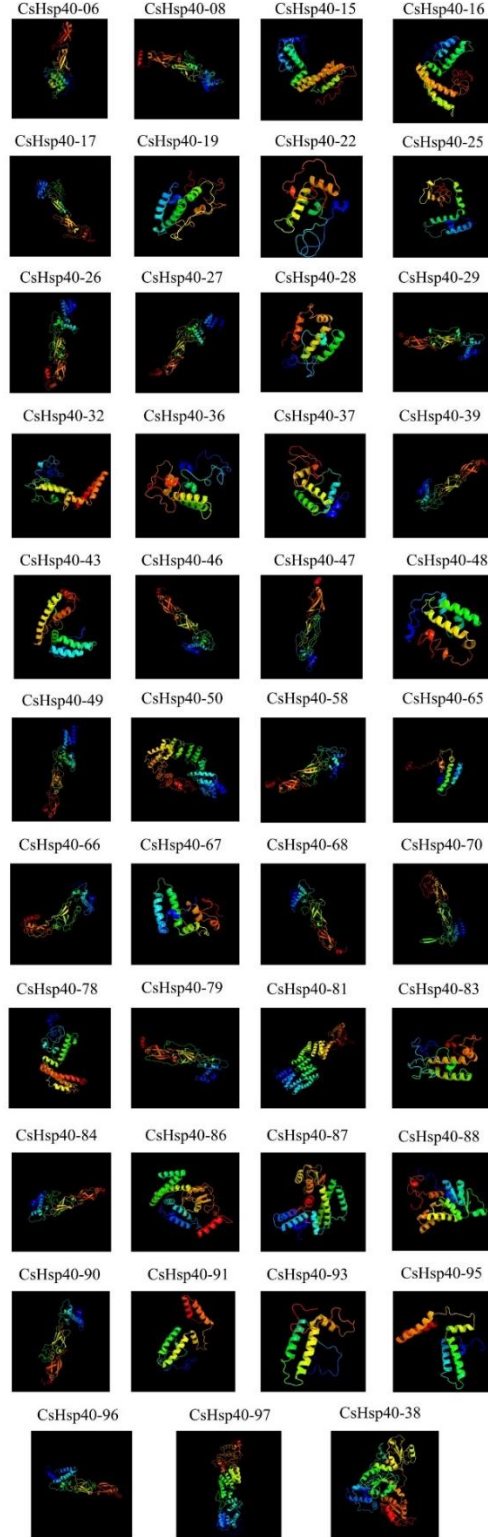 CsHsp40-06 CsHsp40-08 CsHsp40-15 CsHsp40-16
CsHsp40-17 CsHsp40-19 CsHsp40-22 CsHsp40-25
CsHsp40-26 CsHsp40-27 CsHsp40-28 CsHsp40-29
CsHsp40-32 CsHsp40-36 CsHsp40-37 CsHsp40-39
CsHsp40-43 CsHsp40-46 CsHsp40-47 CsHsp40-48
CsHsp40-49 CsHsp40-50 CsHsp40-58 CsHsp40-65
CsHsp40-66 CsHsp40-67 CsHsp40-68 CsHsp40-70
CsHsp40-78 CsHsp40-79 CsHsp40-81 CsHsp40-83
CsHsp40-84 CsHsp40-86 CsHsp40-87 CsHsp40-88
CsHsp40-90 CsHsp40-91 CsHsp40-93 CsHsp40-95
CsHsp40-96 CsHsp40-97 CsHsp40-38